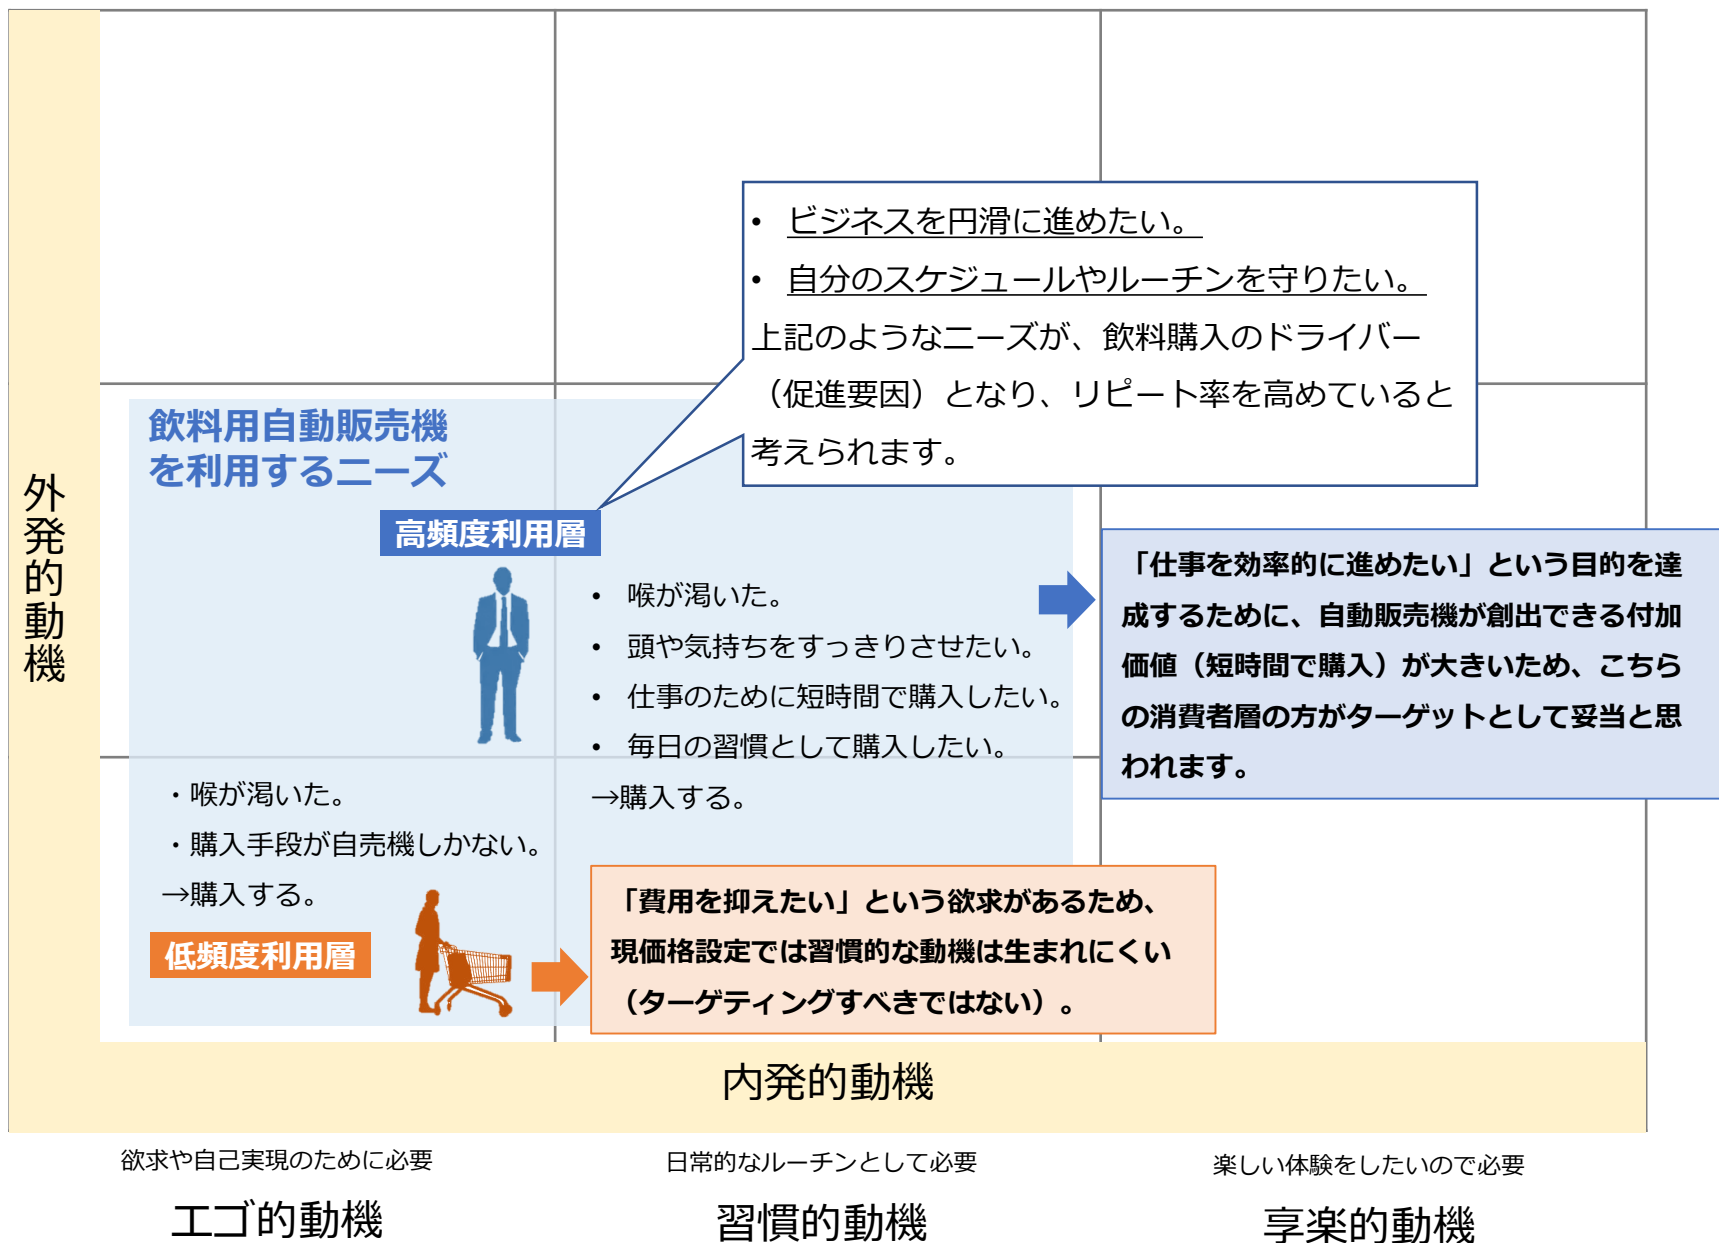 • ビジネスを円滑に進めたい。
• 自分のスケジュールやルーチンを守りたい。
上記のようなニーズが、飲料購入のドライバー
（促進要因）となり、リピート率を高めていると
考えられます。
飲料用自動販売機
を利用するニーズ
高頻度利用層
外発的動機
• 喉が渇いた。
• 頭や気持ちをすっきりさせたい。
• 仕事のために短時間で購入したい。
• 毎日の習慣として購入したい。
→購入する。
「仕事を効率的に進めたい」という目的を達
成するために、自動販売機が創出できる付加
価値（短時間で購入）が大きいため、こちら
の消費者層の方がターゲットとして妥当と思
われます。
・喉が渇いた。
・購入手段が自売機しかない。
→購入する。
低頻度利用層
「費用を抑えたい」という欲求があるため、
現価格設定では習慣的な動機は生まれにくい
（ターゲティングすべきではない）。
内発的動機
欲求や自己実現のために必要
エゴ的動機
日常的なルーチンとして必要
習慣的動機
楽しい体験をしたいので必要
享楽的動機